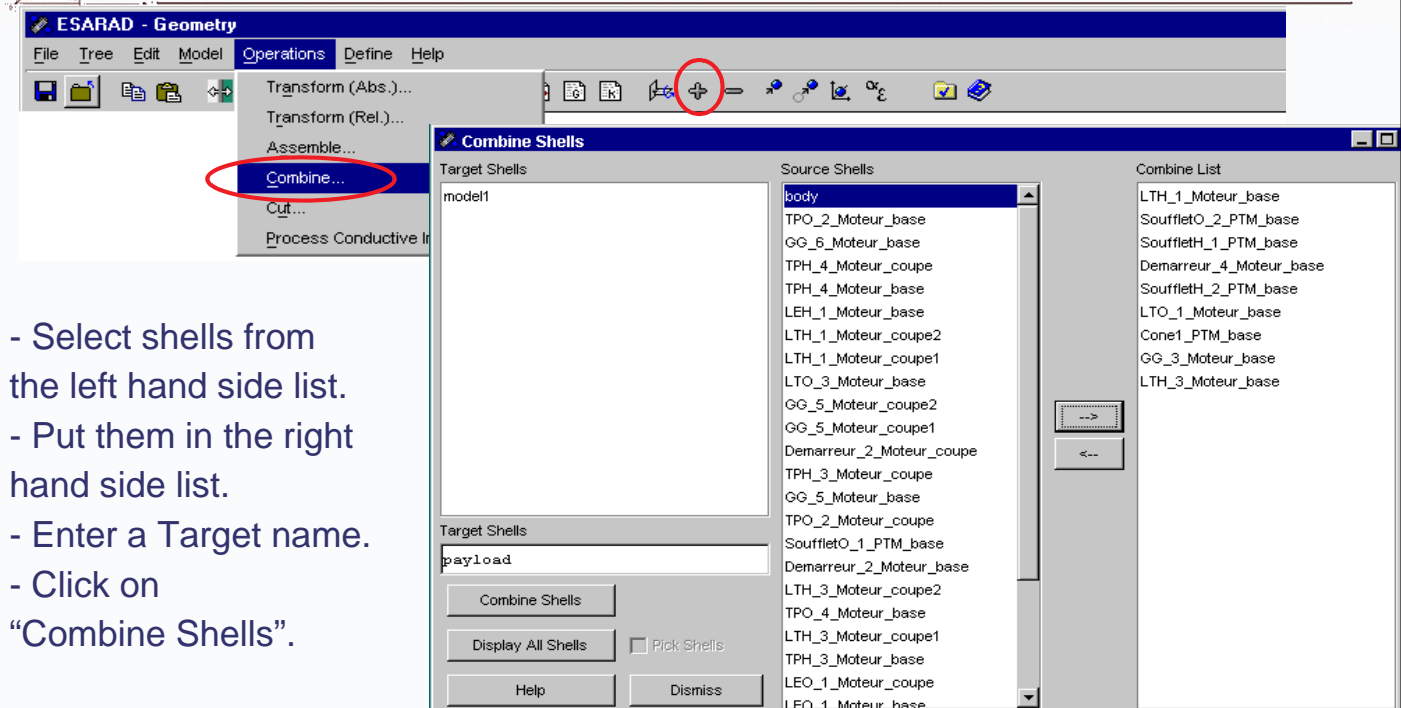 ESARAD - Geometry
File Tree Edit Model Operations Define Help
Transform (Abs.)...
Transform (Rel.)...
Assemble...
Combine...
Cut...
Process Conductive
Combine Shells
Target Shells
model1
Target Shells
payload
Combine Shells
Display All Shells
Pick Shells
Help
Dismiss
Source Shells
body
TPO_2_Moteur_base
GG_6_Moteur_base
TPH_4_Moteur_coupe
TPH_4_Moteur_base
LEH_1_Moteur_base
LTH_1_Moteur_coupe2
LTH_1_Moteur_coupe1
LTO_3_Moteur_base
GG_5_Moteur_coupe2
GG_5_Moteur_coupe1
Demarreur_2_Moteur_coupe
TPH_3_Moteur_coupe
GG_5_Moteur_base
TPO_2_Moteur_coupe
SouffletO_1_PTM_base
Demarreur_2_Moteur_base
LTH_3_Moteur_coupe2
TPO_4_Moteur_base
LTH_3_Moteur_coupe1
TPH_3_Moteur_base
LEO_1_Moteur_coupe
LEO_1_Moteur_base
-->
<--
Combine List
LTH_1_Moteur_base
SouffletO_2_PTM_base
SouffletH_1_PTM_base
Demarreur_4_Moteur_base
SouffletH_2_PTM_base
LTO_1_Moteur_base
Cone1_PTM_base
GG_3_Moteur_base
LTH_3_Moteur_base
- Select shells from
the left hand side list.
- Put them in the right
hand side list.
- Enter a Target name.
- Click on
“Combine Shells”.